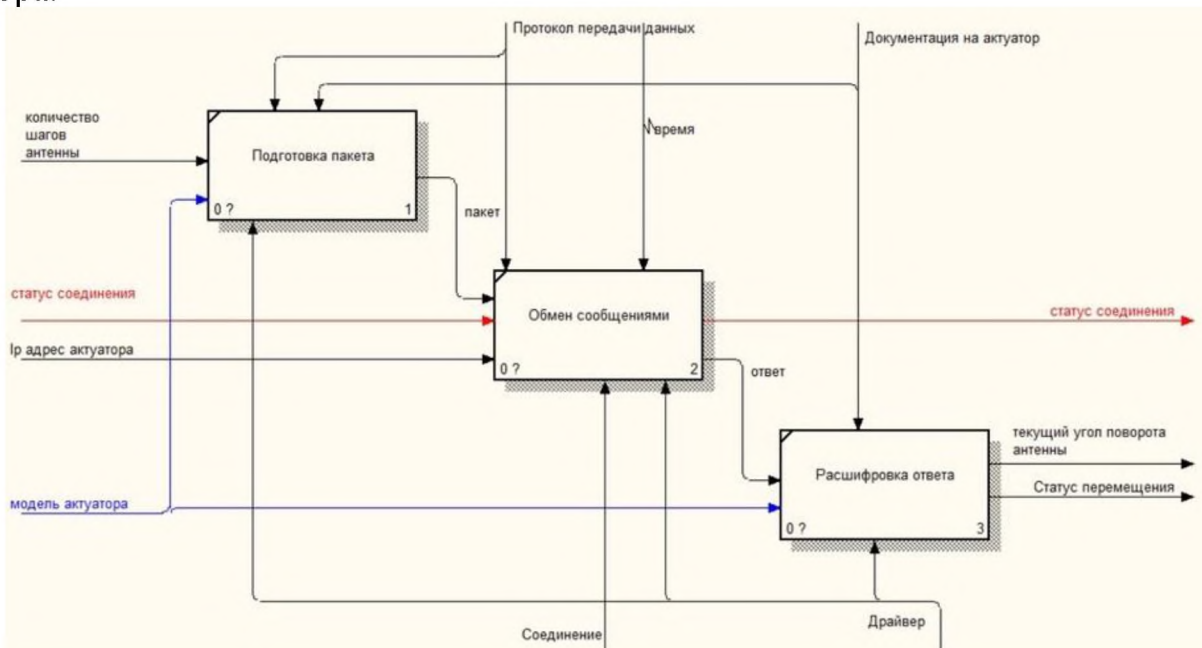 ура.
Протокол передачи данных
Документация на актуатор
количество
шагов
антенны
время
Подготовка пакета
0 ?
1
пакет
статус соединения
Обмен сообщениями
статус соединения
Ip адрес актуатора
0 ?
2
ответ
текущий угол поворота
антенны
Расшифровка ответа
Статус перемещения
модель актуатора
0 ?
3
Драйвер
Соединение